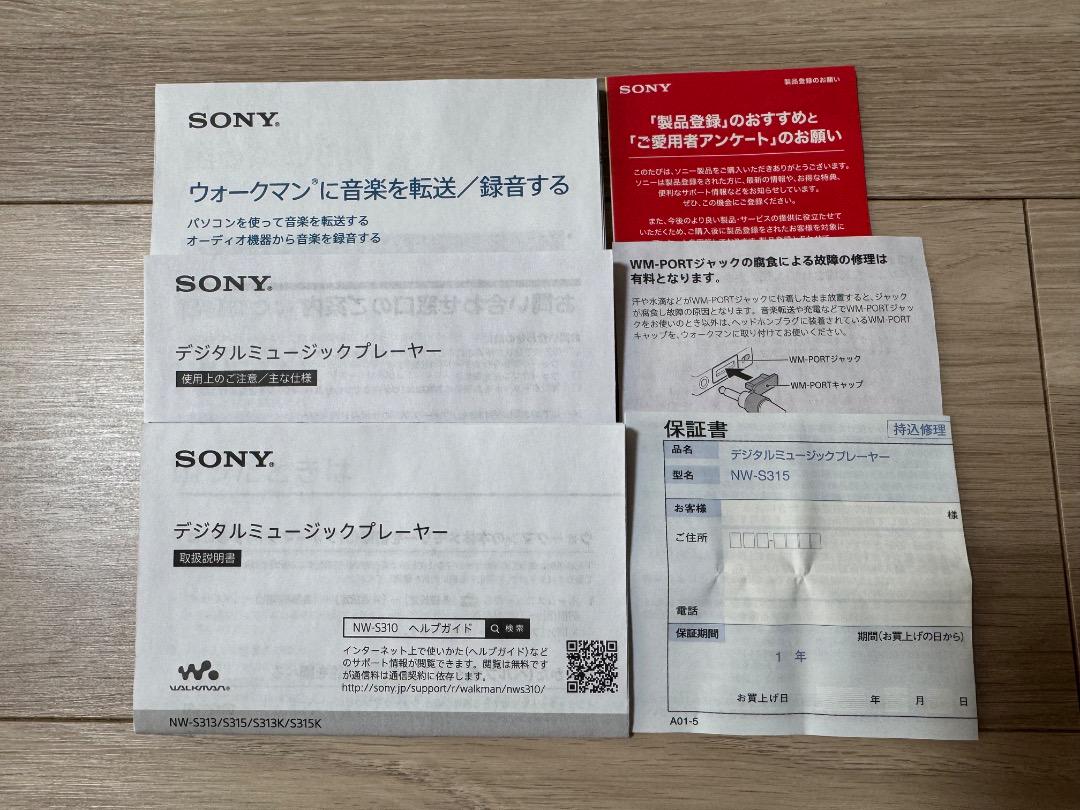 SONY®
ウォークマン®に音楽を転送／録音する
パソコンを使って音楽を転送する
オーディオ機器から音楽を録音する
SONY®
デジタルミュージックプレーヤー
使用上のご注意／主な仕様
SONY®
デジタルミュージックプレーヤー
取扱説明書
NW-S310 ヘルプガイド 検索
インターネット上で使いかた(ヘルプガイド)など
のサポート情報が閲覧できます。閲覧は無料です
が通信料は通信契約に依存します。
http://sony.jp/support/r/walkman/nws310/
WALKMAN®
NW-S313/S315/S313K/S315K
SONY
製品登録のお願い
「製品登録」のおすすめと
「ご愛用者アンケート」のお願い
このたびは、ソニー製品をご購入いただきありがとうございます。
ソニーは製品登録をされた方に、最新の情報や、お得な特典、
便利なサポート情報などをお知らせしています。
ぜひ、この機会にご登録ください。
また、今後のより良い製品・サービスの提供に役立たせて
いただくため、ご購入後に製品登録をされたお客様を対象に
WM-PORTジャックの腐食による故障の修理は
有料となります。
汗や水滴などがWM-PORTジャックに付着したまま放置すると、ジャック
が腐食し故障の原因となります。音楽転送や充電などでWM-PORTジャッ
クをお使いのとき以外は、ヘッドホンプラグに装着されているWM-PORT
キャップを、ウォークマンに取り付けてお使いください。
WM-PORTジャック
WM-PORTキャップ
保証書
持込修理
品名 デジタルミュージックプレーヤー
型名 NW-S315
お客様 様
ご住所
電話
保証期間 期間(お買上げの日から)
1 年
お買上げ日 年 月 日
A01-5